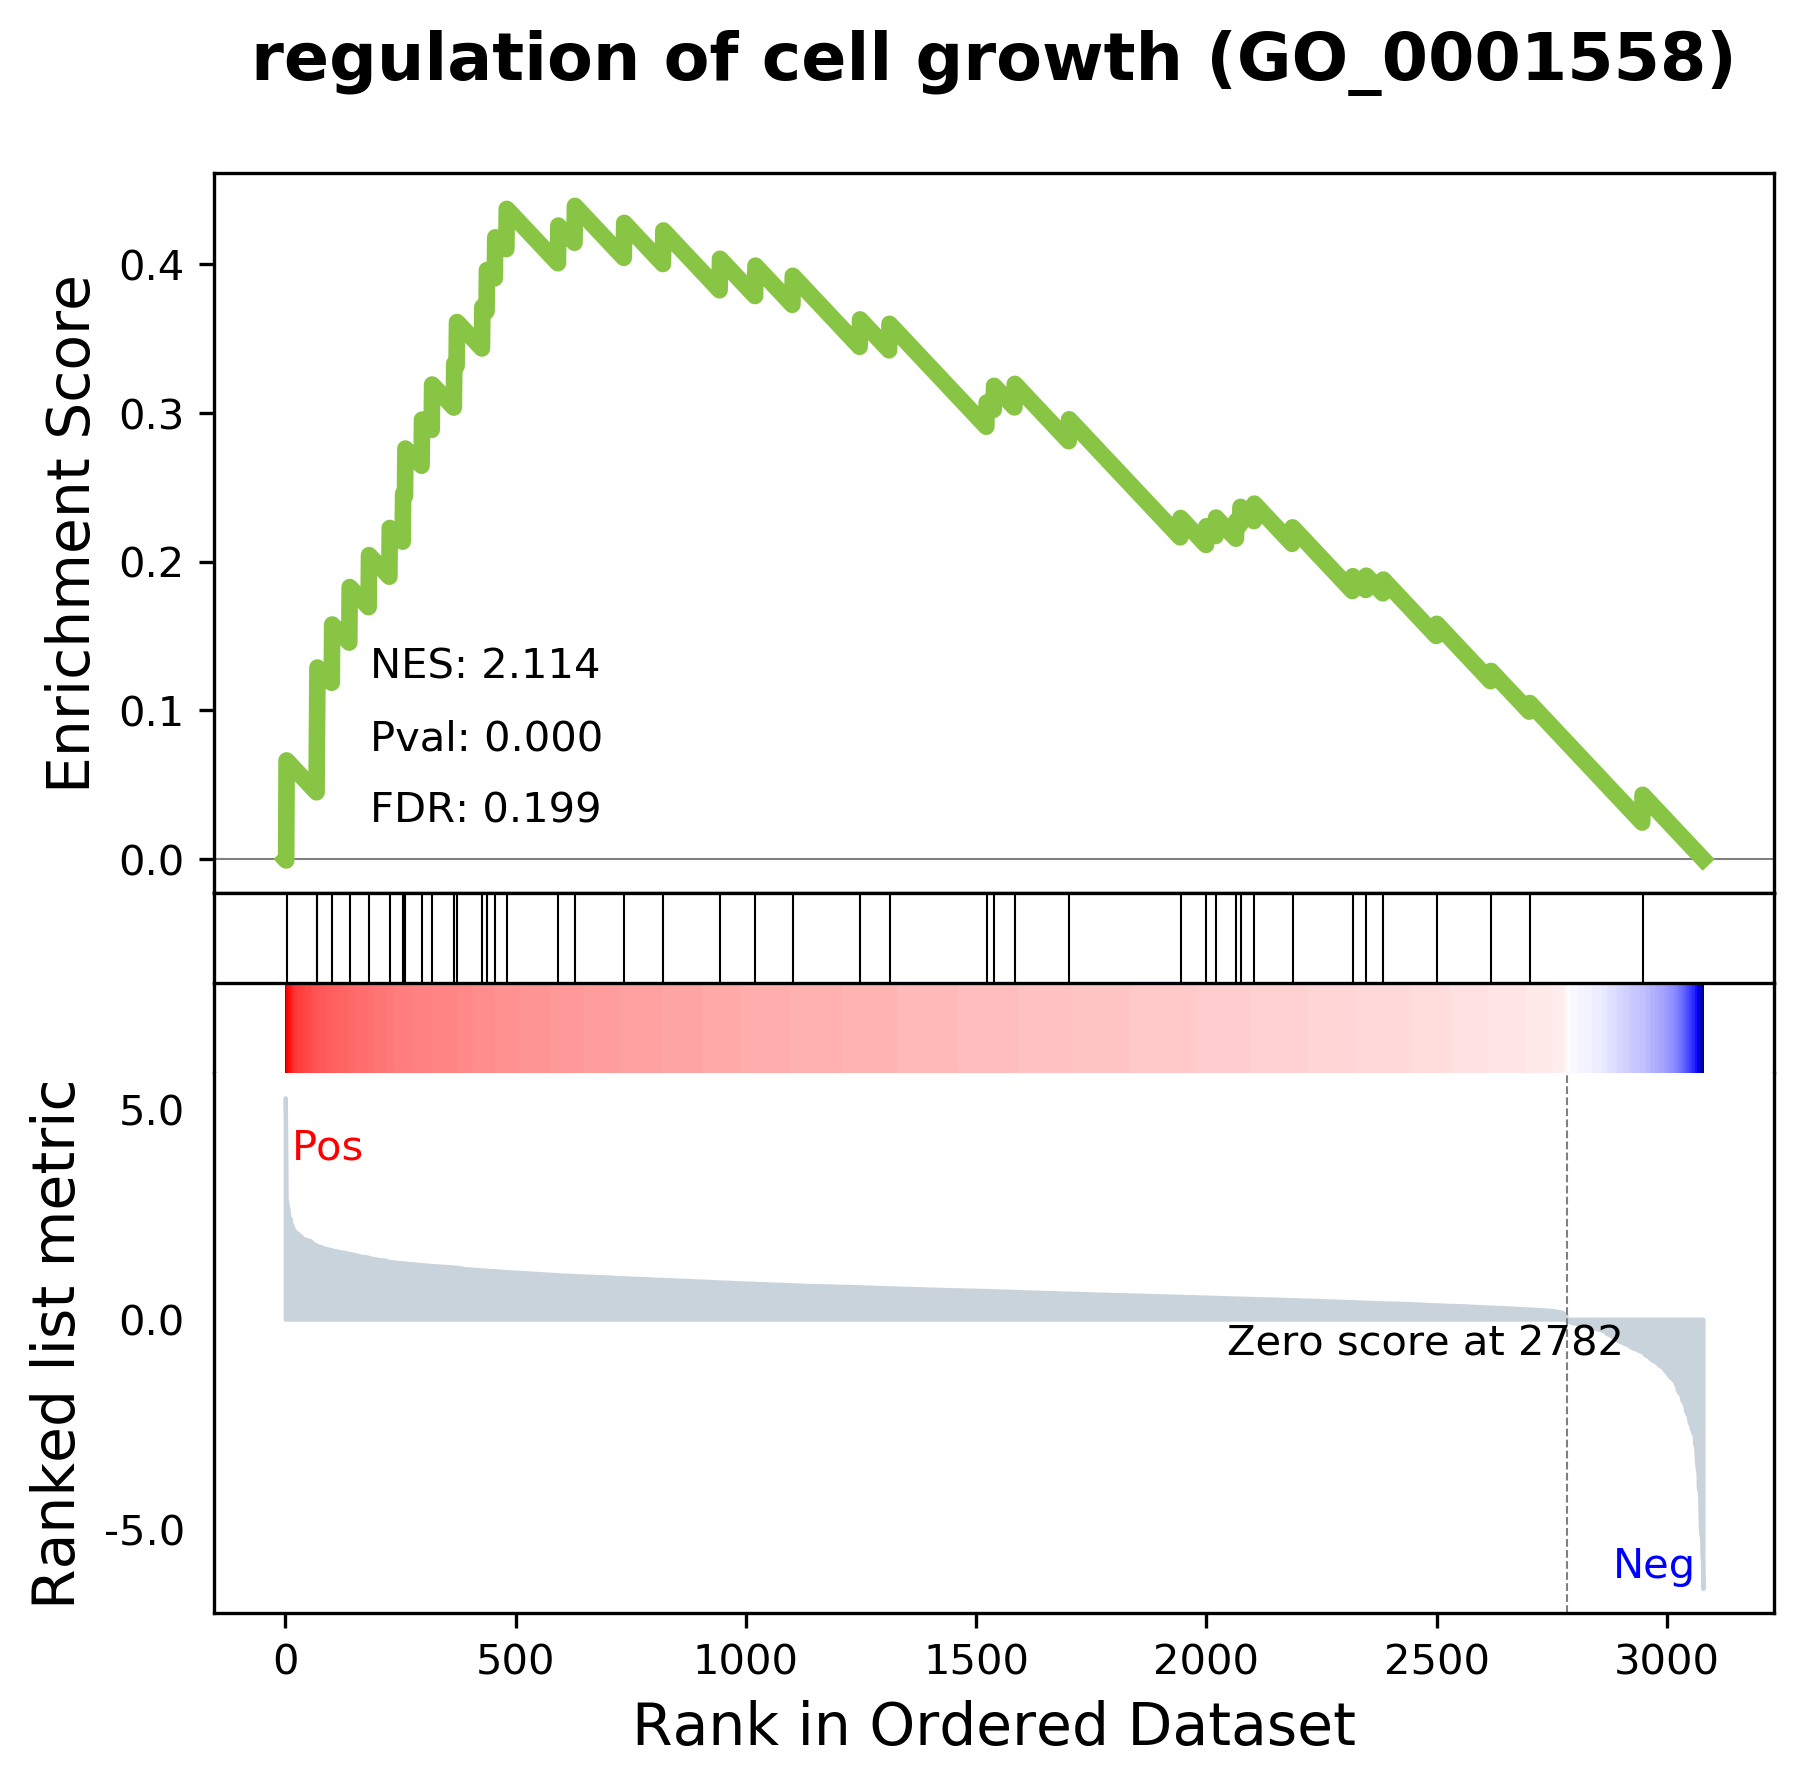 regulation of cell growth (GO_0001558)
Enrichment Score
0.4
0.3
0.2
0.1
0.0
NES: 2.114
Pval: 0.000
FDR: 0.199
Ranked list metric
5.0
0.0
-5.0
Pos
Zero score at 2782
Neg
0 500 1000 1500 2000 2500 3000
Rank in Ordered Dataset